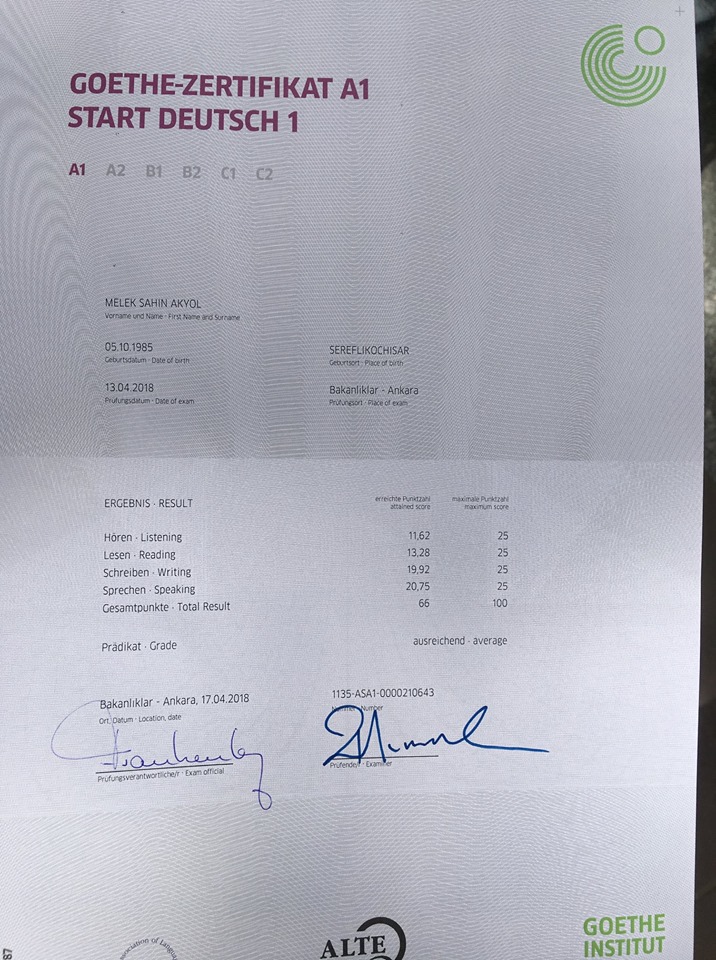 GOETHE-ZERTIFIKAT A1
START DEUTSCH 1
A1 A2 B1 B2 C1 C2
MELEK SAHIN AKYOL
Vorname und Name · First Name and Surname
05.10.1985
Geburtsdatum · Date of birth
SEREFLIKOCHISAR
Geburtsort · Place of birth
13.04.2018
Prüfungsdatum · Date of exam
Bakanlıklar - Ankara
Prüfungsort · Place of exam
ERGEBNIS · RESULT
erreichte Punktzahl
attained score
maximale Punktzahl
maximum score
Hören · Listening 11,62 25
Lesen · Reading 13,28 25
Schreiben · Writing 19,92 25
Sprechen · Speaking 20,75 25
Gesamtpunkte · Total Result 66 100
Prädikat · Grade ausreichend · average
Bakanlıklar - Ankara, 17.04.2018
Ort, Datum · Location, date
1135-ASA1-0000210643
Nummer · Number
Prüfungsverantwortliche/r · Exam official
Prüfende/r · Examiner
87
ALTE
GOETHE
INSTITUT